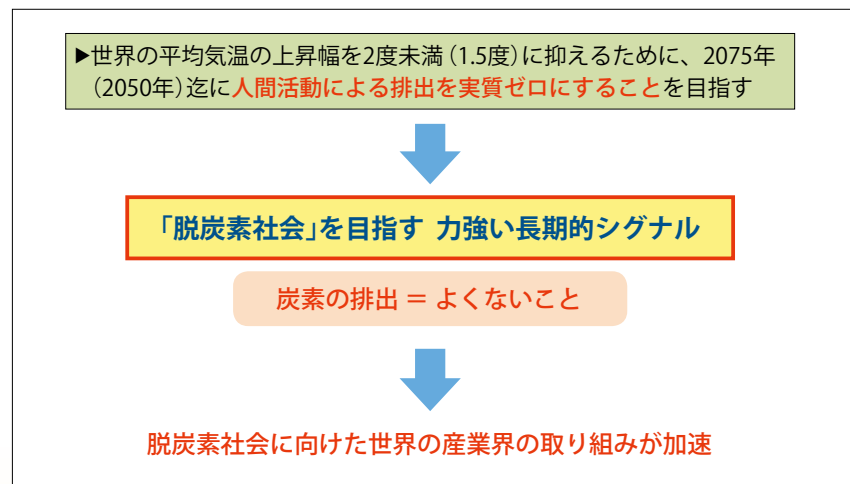 ▶世界の平均気温の上昇幅を2度未満(1.5度)に抑えるために、2075年
(2050年)迄に人間活動による排出を実質ゼロにすることを目指す
「脱炭素社会」を目指す 力強い長期的シグナル
炭素の排出 = よくないこと
脱炭素社会に向けた世界の産業界の取り組みが加速